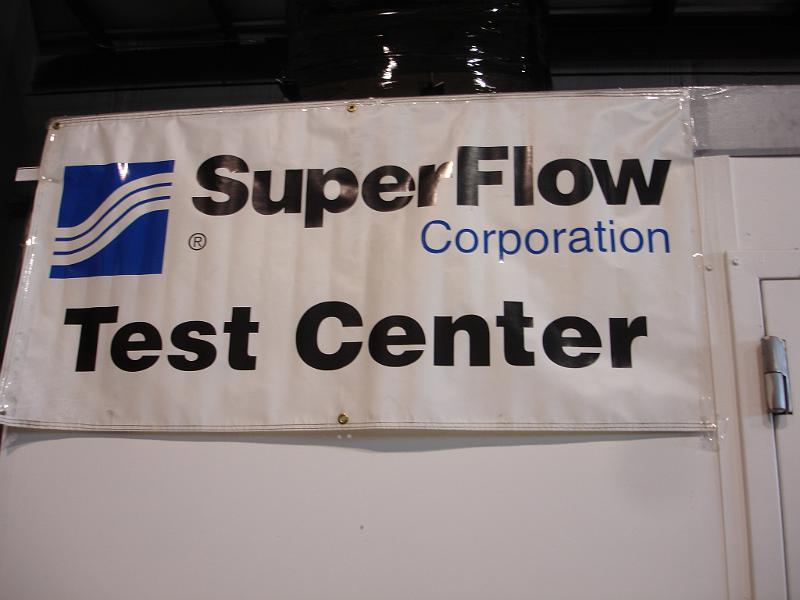 SuperFlow
®
Corporation
Test Center